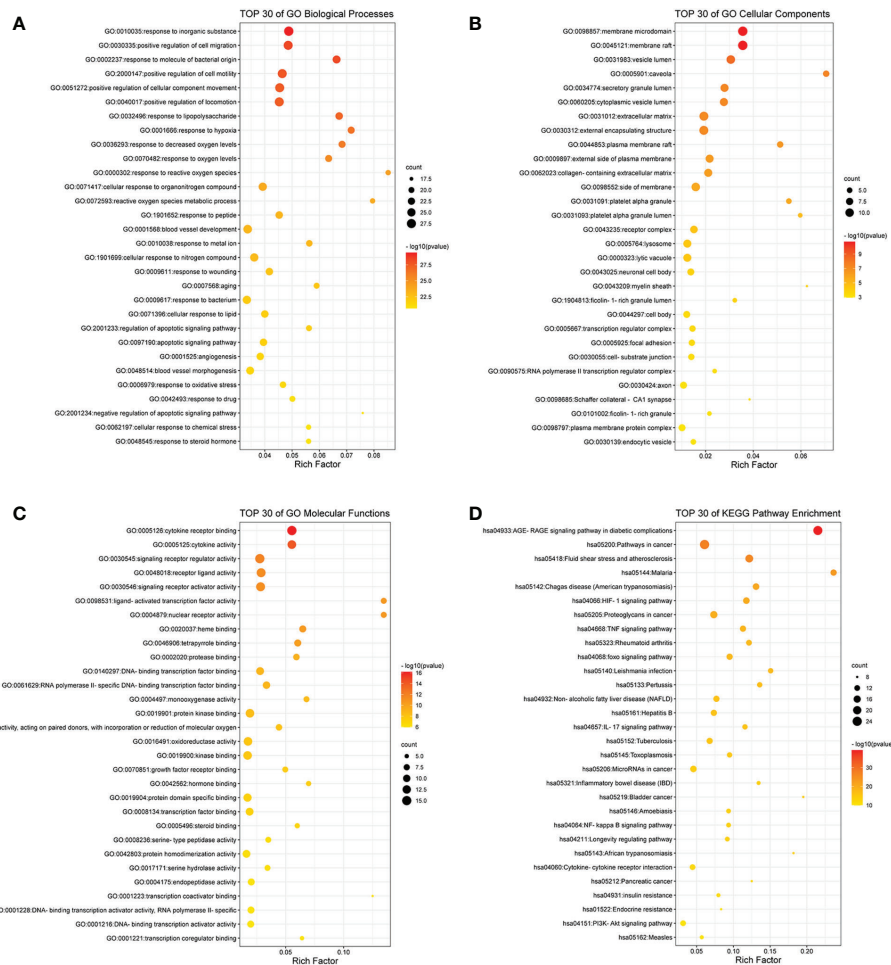 A
TOP 30 of GO Biological Processes
GO:0010035:response to inorganic substance
GO:0030335:positive regulation of cell migration
GO:0002237:response to molecule of bacterial origin
GO:2000147:positive regulation of cell motility
GO:0051272:positive regulation of cellular component movement
GO:0040017:positive regulation of locomotion
GO:0032496:response to lipopolysaccharide
GO:0001666:response to hypoxia
GO:0036293:response to decreased oxygen levels
GO:0070482:response to oxygen levels
GO:0000302:response to reactive oxygen species
GO:0071417:cellular response to organonitrogen compound
GO:0072593:reactive oxygen species metabolic process
GO:1901652:response to peptide
GO:0001568:blood vessel development
GO:0010038:response to metal ion
GO:1901699:cellular response to nitrogen compound
GO:0009611:response to wounding
GO:0007568:aging
GO:0009617:response to bacterium
GO:0071396:cellular response to lipid
GO:2001233:regulation of apoptotic signaling pathway
GO:0097190:apoptotic signaling pathway
GO:0001525:angiogenesis
GO:0048514:blood vessel morphogenesis
GO:0006979:response to oxidative stress
GO:0042493:response to drug
GO:2001234:negative regulation of apoptotic signaling pathway
GO:0062197:cellular response to chemical stress
GO:0048545:response to steroid hormone
0.04 0.05 0.06 0.07 0.08
Rich Factor
count
17.5
20.0
22.5
25.0
27.5
- log10(pvalue)
27.5
25.0
22.5
B
TOP 30 of GO Cellular Components
GO:0098857:membrane microdomain
GO:0045121:membrane raft
GO:0031983:vesicle lumen
GO:0005901:caveola
GO:0034774:secretory granule lumen
GO:0060205:cytoplasmic vesicle lumen
GO:0031012:extracellular matrix
GO:0030312:external encapsulating structure
GO:0044853:plasma membrane raft
GO:0009897:external side of plasma membrane
GO:0062023:collagen- containing extracellular matrix
GO:0098552:side of membrane
GO:0031091:platelet alpha granule
GO:0031093:platelet alpha granule lumen
GO:0043235:receptor complex
GO:0005764:lysosome
GO:0000323:lytic vacuole
GO:0043025:neuronal cell body
GO:0043209:myelin sheath
GO:1904813:ficolin- 1- rich granule lumen
GO:0044297:cell body
GO:0005667:transcription regulator complex
GO:0005925:focal adhesion
GO:0030055:cell- substrate junction
GO:0090575:RNA polymerase II transcription regulator complex
GO:0030424:axon
GO:0098685:Schaffer collateral - CA1 synapse
GO:0101002:ficolin- 1- rich granule
GO:0098797:plasma membrane protein complex
GO:0030139:endocytic vesicle
0.02 0.04 0.06
Rich Factor
count
5.0
7.5
10.0
- log10(pvalue)
9
7
5
3
C
TOP 30 of GO Molecular Functions
GO:0005126:cytokine receptor binding
GO:0005125:cytokine activity
GO:0030545:signaling receptor regulator activity
GO:0048018:receptor ligand activity
GO:0030546:signaling receptor activator activity
GO:0098531:ligand- activated transcription factor activity
GO:0004879:nuclear receptor activity
GO:0020037:heme binding
GO:0046906:tetrapyrrole binding
GO:0002020:protease binding
GO:0140297:DNA- binding transcription factor binding
GO:0061629:RNA polymerase II- specific DNA- binding transcription factor binding
GO:0004497:monooxygenase activity
GO:0019901:protein kinase binding
activity, acting on paired donors, with incorporation or reduction of molecular oxygen
GO:0016491:oxidoreductase activity
GO:0019900:kinase binding
GO:0070851:growth factor receptor binding
GO:0042562:hormone binding
GO:0019904:protein domain specific binding
GO:0008134:transcription factor binding
GO:0005496:steroid binding
GO:0008236:serine- type peptidase activity
GO:0042803:protein homodimerization activity
GO:0017171:serine hydrolase activity
GO:0004175:endopeptidase activity
GO:0001223:transcription coactivator binding
GO:0001228:DNA- binding transcription activator activity, RNA polymerase II- specific
GO:0001216:DNA- binding transcription activator activity
GO:0001221:transcription coregulator binding
0.05 0.10
Rich Factor
- log10(pvalue)
16
14
12
10
8
6
count
5.0
7.5
10.0
12.5
15.0
D
TOP 30 of KEGG Pathway Enrichment
hsa04933:AGE- RAGE signaling pathway in diabetic complications
hsa05200:Pathways in cancer
hsa05418:Fluid shear stress and atherosclerosis
hsa05144:Malaria
hsa05142:Chagas disease (American trypanosomiasis)
hsa04066:HIF- 1 signaling pathway
hsa05205:Proteoglycans in cancer
hsa04668:TNF signaling pathway
hsa05323:Rheumatoid arthritis
hsa04068:foxo signaling pathway
hsa05140:Leishmania infection
hsa05133:Pertussis
hsa04932:Non- alcoholic fatty liver disease (NAFLD)
hsa05161:Hepatitis B
hsa04657:IL- 17 signaling pathway
hsa05152:Tuberculosis
hsa05145:Toxoplasmosis
hsa05206:MicroRNAs in cancer
hsa05321:Inflammatory bowel disease (IBD)
hsa05219:Bladder cancer
hsa05146:Amoebiasis
hsa04064:NF- kappa B signaling pathway
hsa04211:Longevity regulating pathway
hsa05143:African trypanosomiasis
hsa04060:Cytokine- cytokine receptor interaction
hsa05212:Pancreatic cancer
hsa04931:insulin resistance
hsa01522:Endocrine resistance
hsa04151:PI3K- Akt signaling pathway
hsa05162:Measles
0.05 0.10 0.15 0.20
Rich Factor
count
8
12
16
20
24
- log10(pvalue)
30
20
10